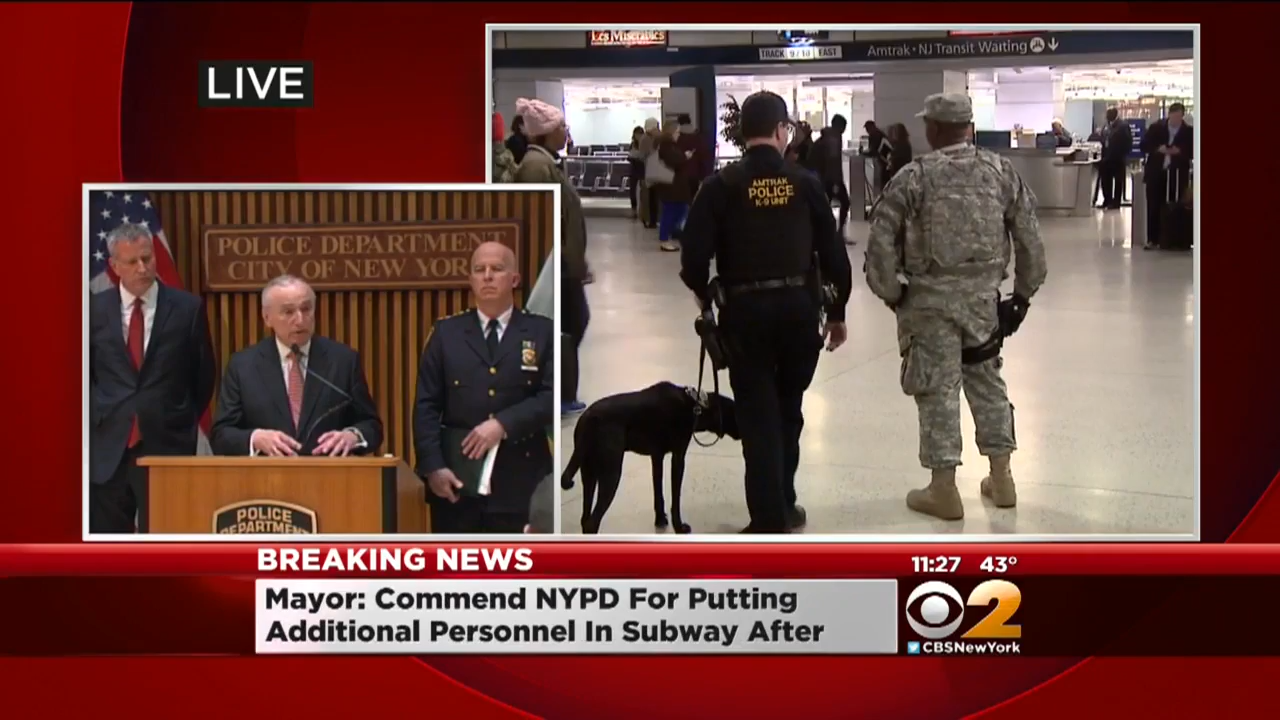 LIVE
Les Misérables
TRACK 9/10 EAST
Amtrak • NJ Transit Waiting
AMTRAK
POLICE
K-9 UNIT
POLICE DEPARTMENT
CITY OF NEW YORK
POLICE
DEPARTMENT
BREAKING NEWS
11:27 43°
Mayor: Commend NYPD For Putting
Additional Personnel In Subway After
2
CBSNewYork